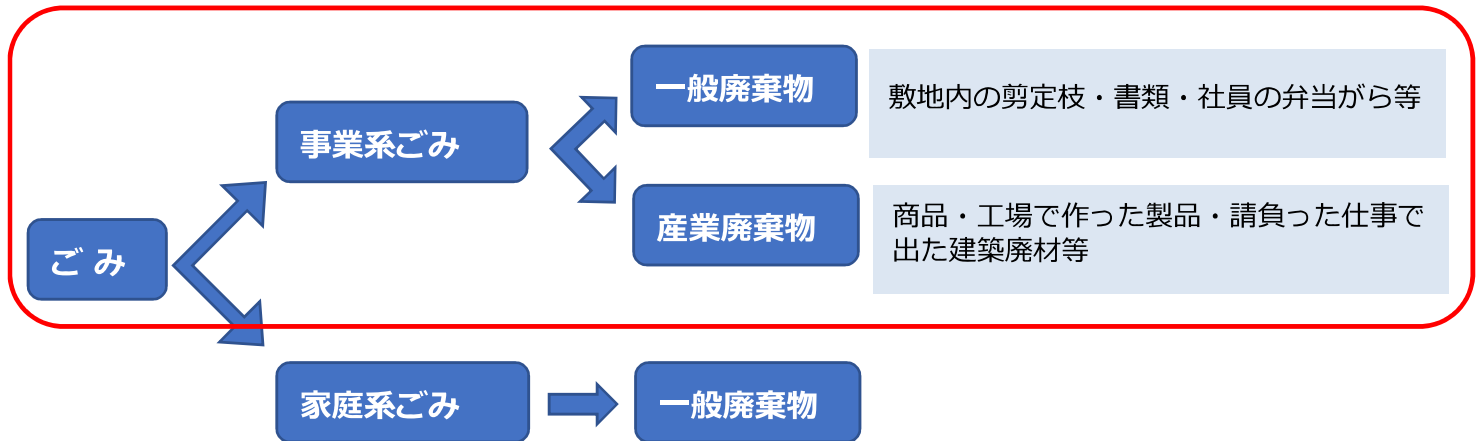 一般廃棄物
敷地内の剪定枝・書類・社員の弁当がら等
事業系ごみ
産業廃棄物
商品・工場で作った製品・請負った仕事で
出た建築廃材等
ご み
家庭系ごみ
一般廃棄物